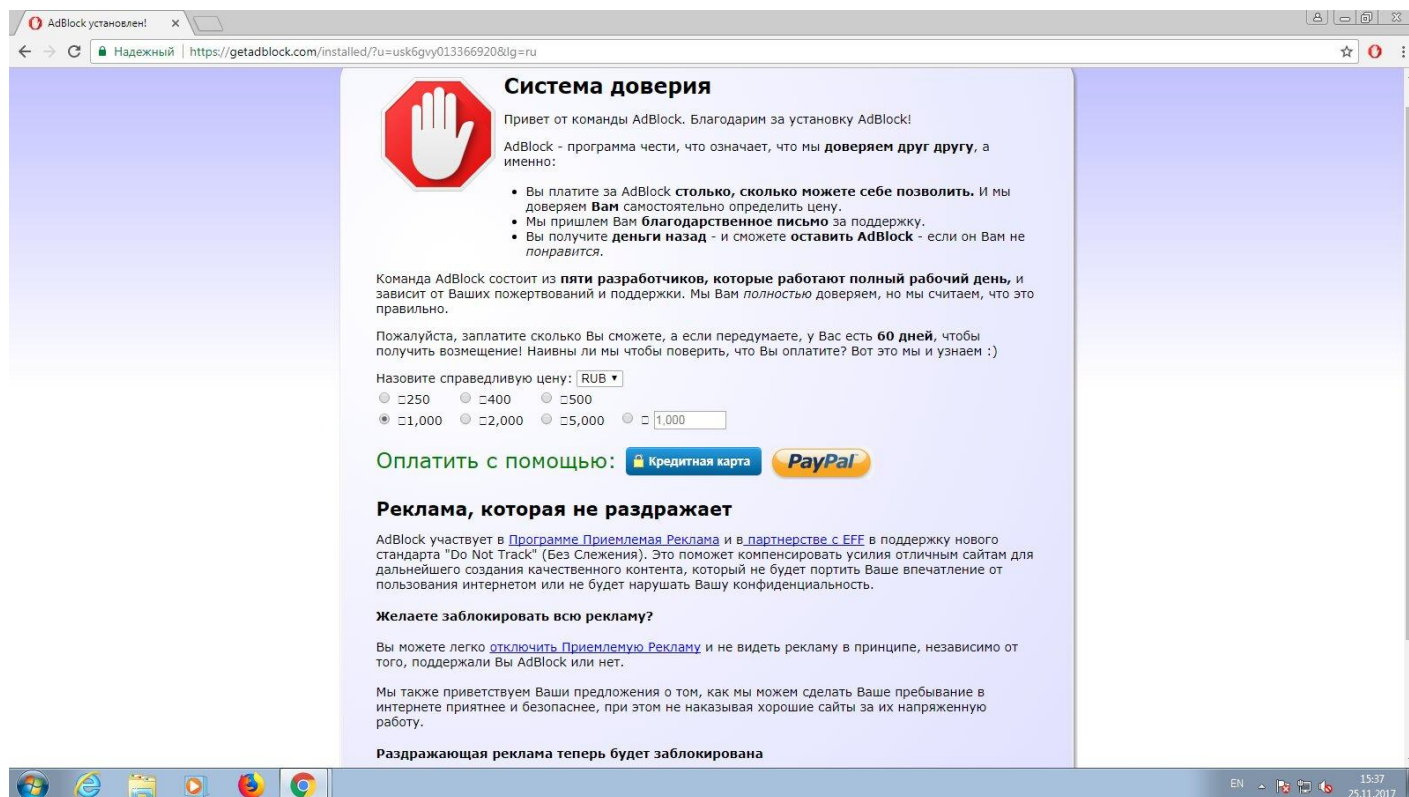 AdBlock установлен!
Надежный https://getadblock.com/installed/?u=usk6gvy013366920&lg=ru
Система доверия
Привет от команды AdBlock. Благодарим за установку AdBlock!
AdBlock - программа чести, что означает, что мы доверяем друг другу, а
именно:
• Вы платите за AdBlock столько, сколько можете себе позволить. И мы
доверяем Вам самостоятельно определить цену.
• Мы пришлем Вам благодарственное письмо за поддержку.
• Вы получите деньги назад - и сможете оставить AdBlock - если он Вам не
понравится.
Команда AdBlock состоит из пяти разработчиков, которые работают полный рабочий день, и
зависит от Ваших пожертвований и поддержки. Мы Вам полностью доверяем, но мы считаем, что это
правильно.
Пожалуйста, заплатите сколько Вы сможете, а если передумаете, у Вас есть 60 дней, чтобы
получить возмещение! Наивны ли мы чтобы поверить, что Вы оплатите? Вот это мы и узнаем :)
Назовите справедливую цену: RUB
□250 □400 □500
□1,000 □2,000 □5,000 □ 1,000
Оплатить с помощью: Кредитная карта PayPal
Реклама, которая не раздражает
AdBlock участвует в Программе Приемлемая Реклама и в партнерстве с EFF в поддержку нового
стандарта "Do Not Track" (Без Слежения). Это поможет компенсировать усилия отличным сайтам для
дальнейшего создания качественного контента, который не будет портить Ваше впечатление от
пользования интернетом или не будет нарушать Вашу конфиденциальность.
Желаете заблокировать всю рекламу?
Вы можете легко отключить Приемлемую Рекламу и не видеть рекламу в принципе, независимо от
того, поддержали Вы AdBlock или нет.
Мы также приветствуем Ваши предложения о том, как мы можем сделать Ваше пребывание в
интернете приятнее и безопаснее, при этом не наказывая хорошие сайты за их напряженную
работу.
Раздражающая реклама теперь будет заблокирована
EN 15:37
25.11.2017